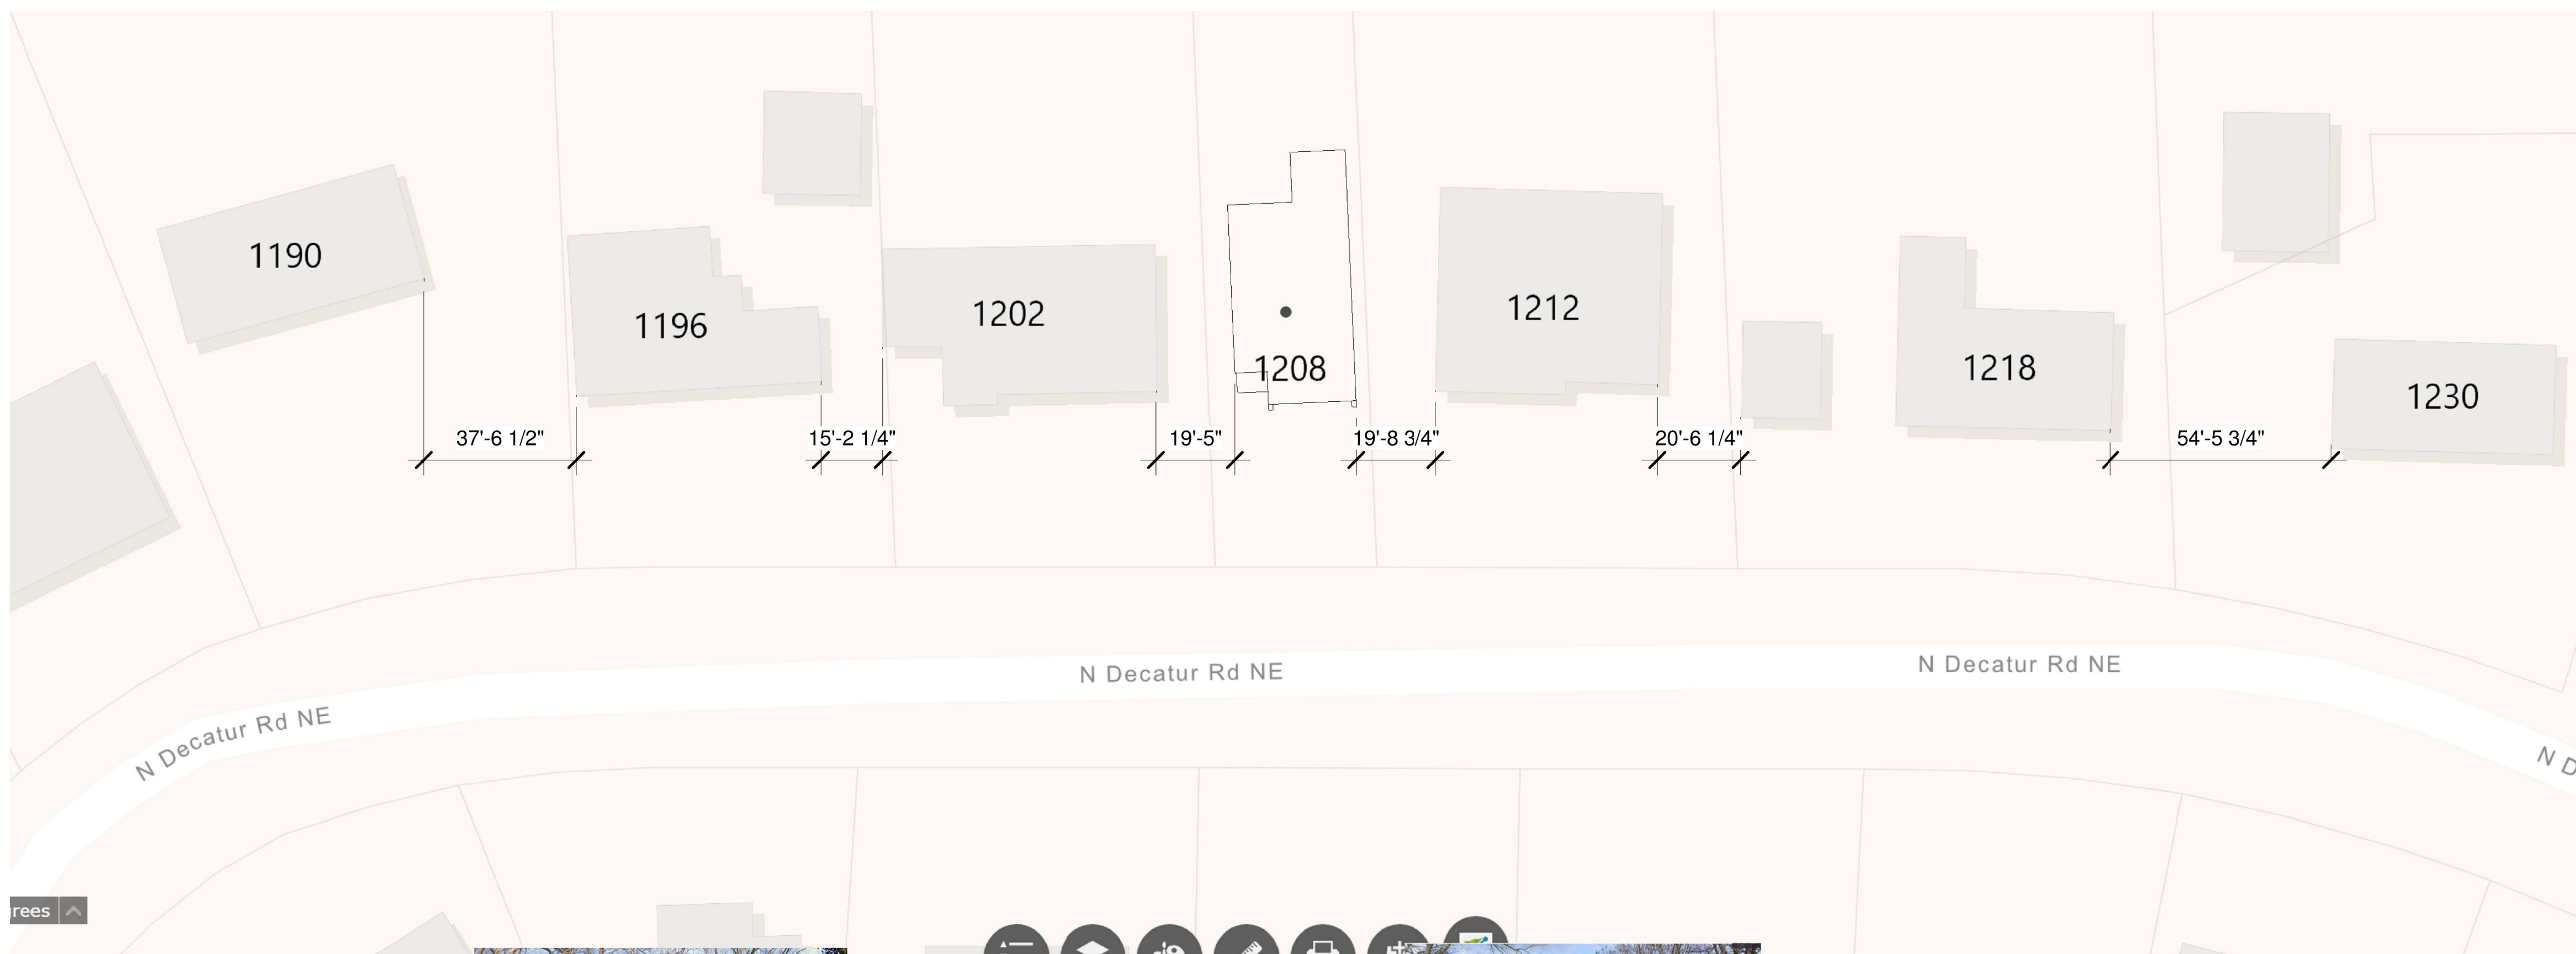 1190
1196
1202
1208
1212
1218
1230
37'-6 1/2"
15'-2 1/4"
19'-5"
19'-8 3/4"
20'-6 1/4"
54'-5 3/4"
N Decatur Rd NE
N Decatur Rd NE
N Decatur Rd NE
N D
rees